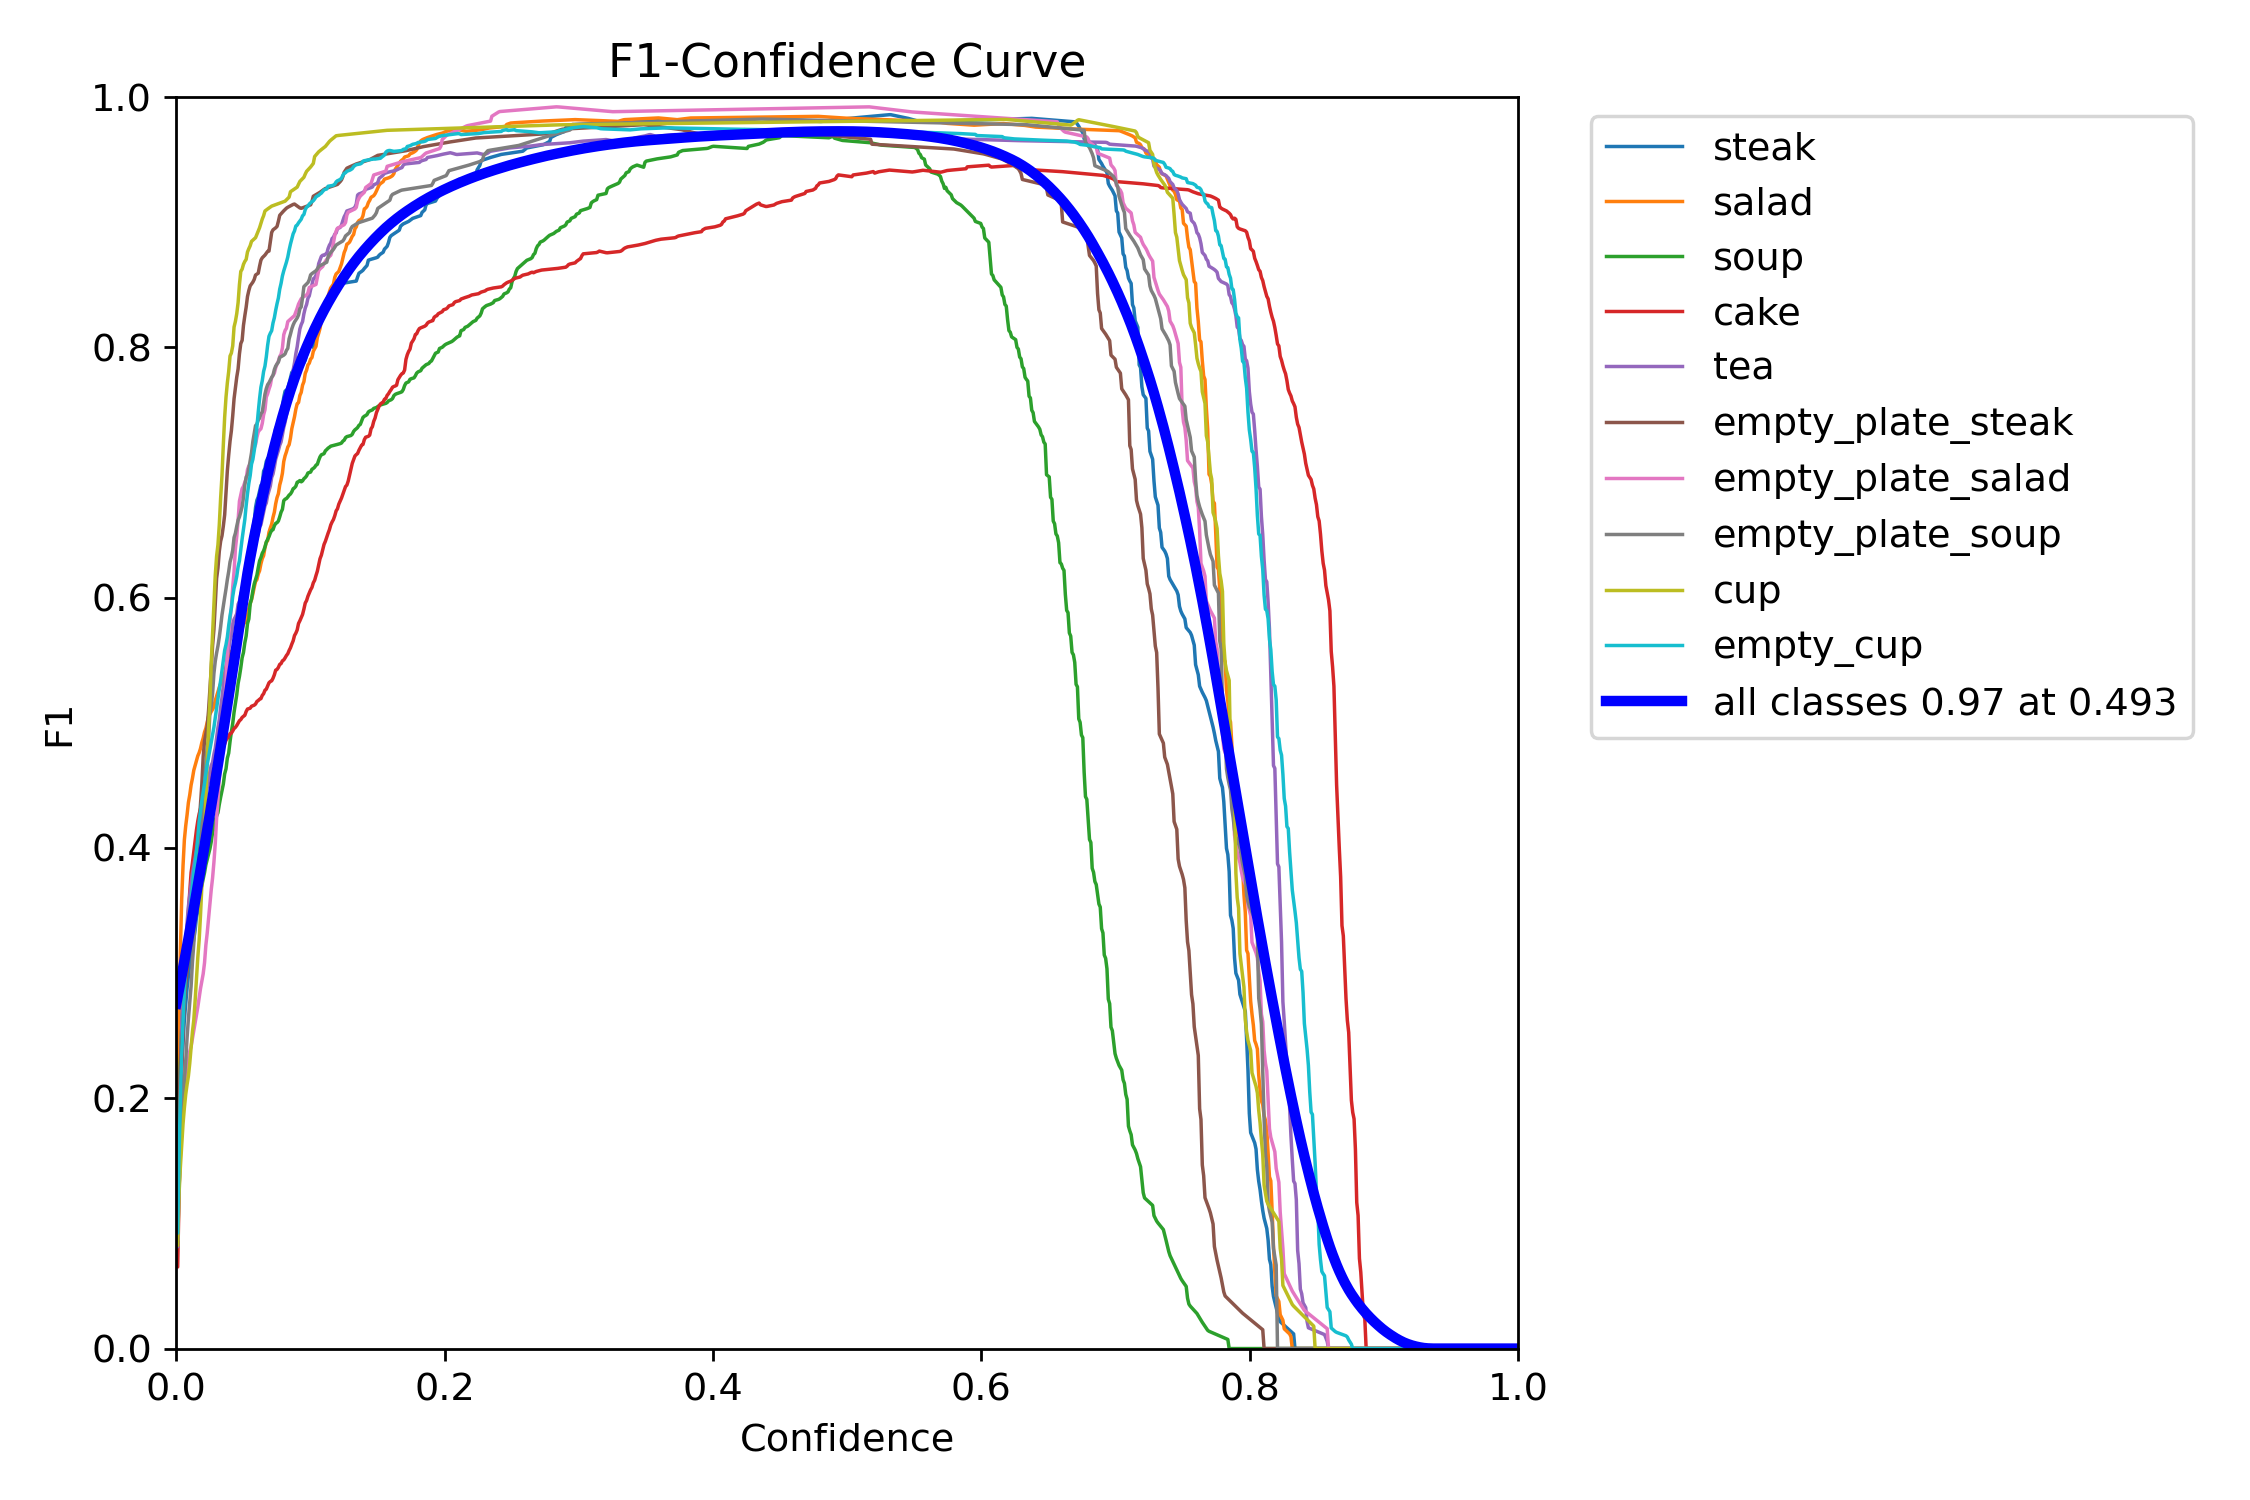 F1-Confidence Curve
1.0
0.8
0.6
0.4
0.2
0.0
F1
0.0 0.2 0.4 0.6 0.8 1.0
Confidence
steak
salad
soup
cake
tea
empty_plate_steak
empty_plate_salad
empty_plate_soup
cup
empty_cup
all classes 0.97 at 0.493